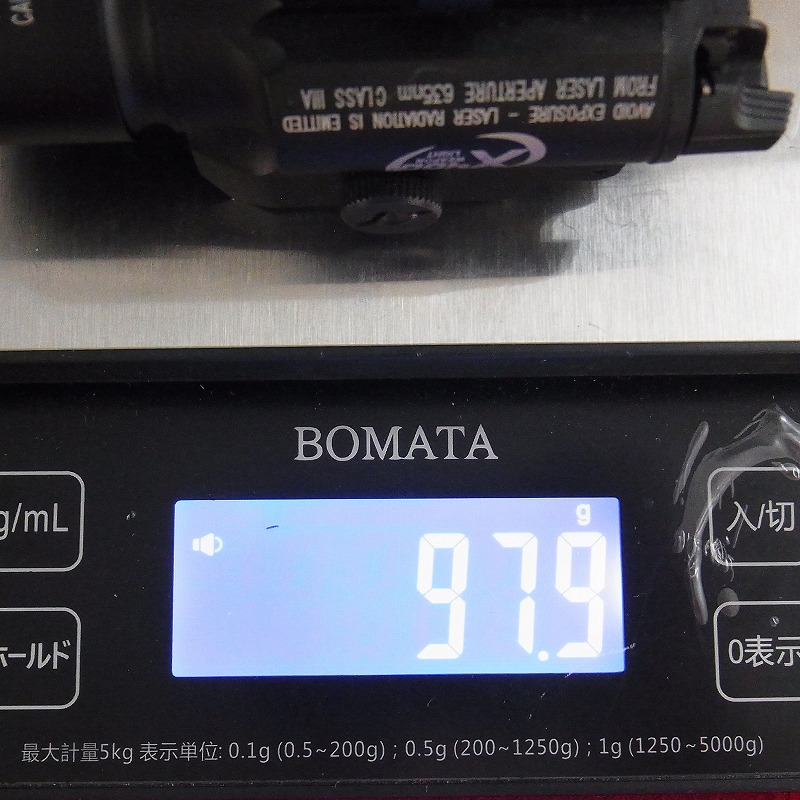 CA
FROM LASER APERTURE 635nm CLASS IIIA
AVOID EXPOSURE - LASER RADIATION IS EMITTED
LIGHT
BOMATA
g/mL
入/切
g
97.9
ホールド
0表示
最大計量5kg 表示単位: 0.1g (0.5~200g) ; 0.5g (200~1250g) ; 1g (1250~5000g)